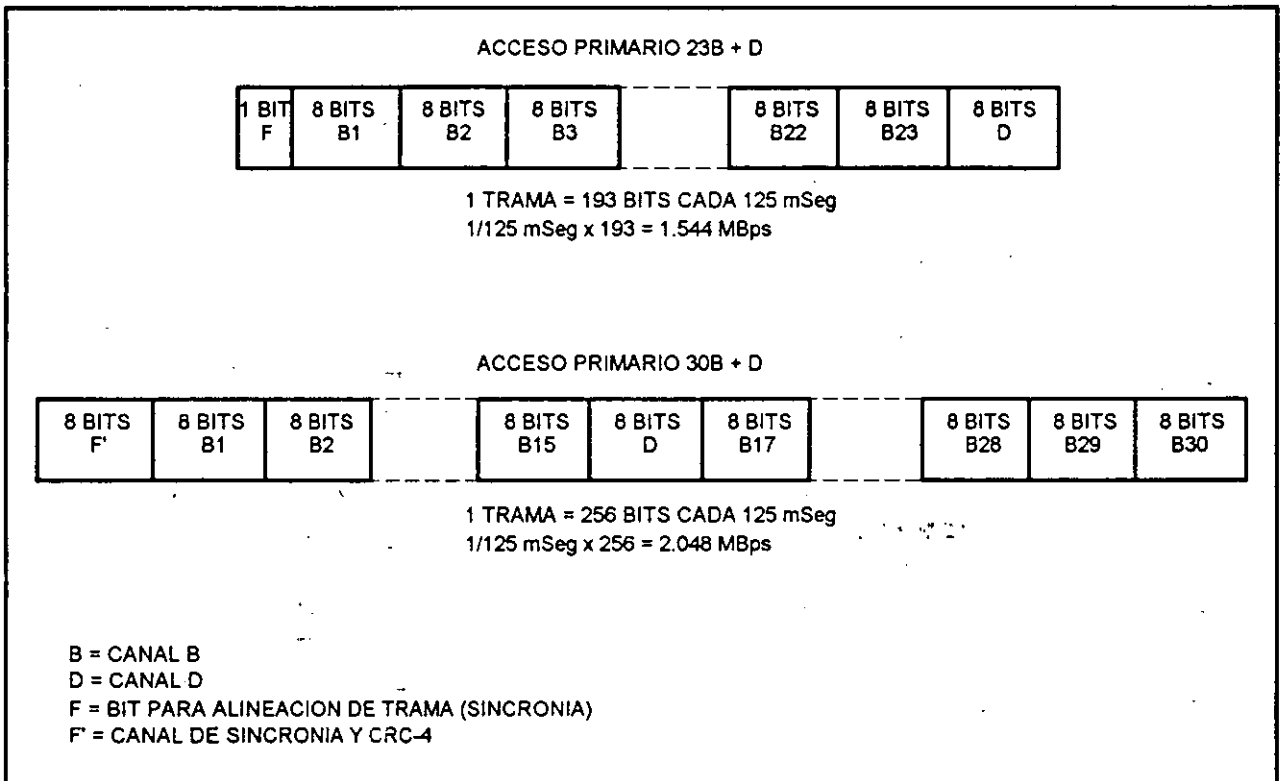 ACCESO PRIMARIO 23B + D
1 BIT F
8 BITS B1
8 BITS B2
8 BITS B3
8 BITS B22
8 BITS B23
8 BITS D
1 TRAMA = 193 BITS CADA 125 mSeg
1/125 mSeg x 193 = 1.544 MBps
ACCESO PRIMARIO 30B + D
8 BITS F'
8 BITS B1
8 BITS B2
8 BITS B15
8 BITS D
8 BITS B17
8 BITS B28
8 BITS B29
8 BITS B30
1 TRAMA = 256 BITS CADA 125 mSeg
1/125 mSeg x 256 = 2.048 MBps
B = CANAL B
D = CANAL D
F = BIT PARA ALINEACION DE TRAMA (SINCRONIA)
F' = CANAL DE SINCRONIA Y CRC-4